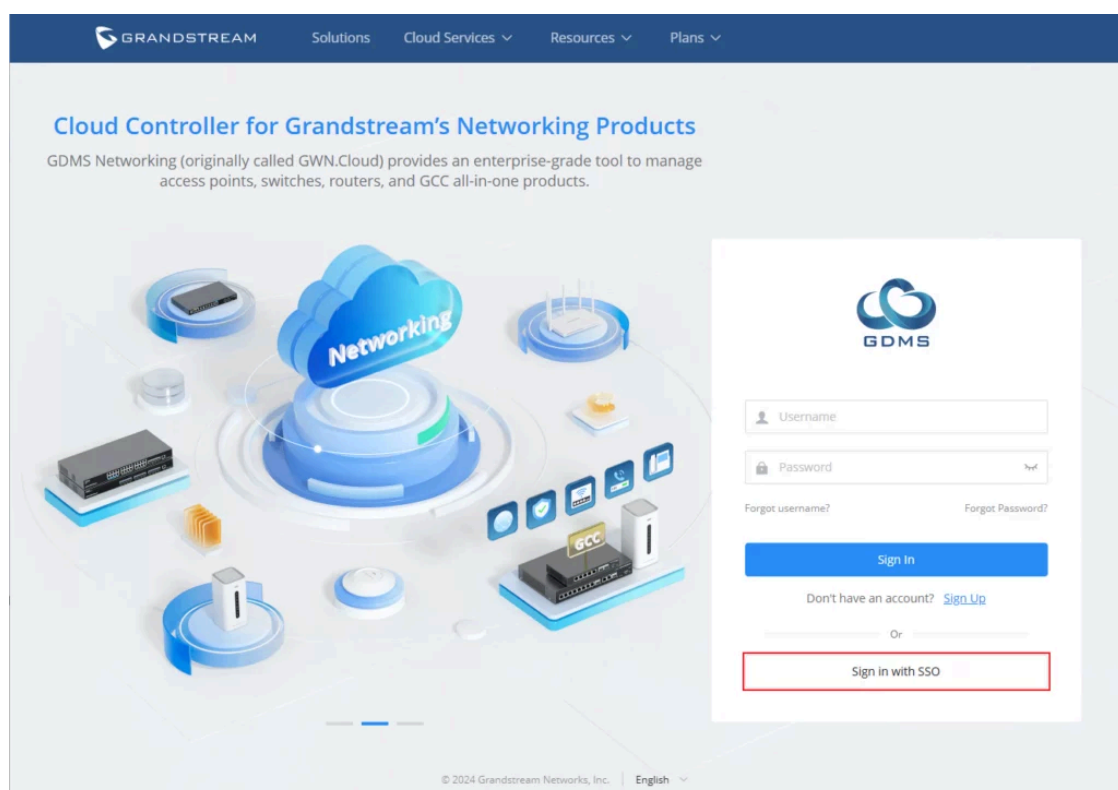 GRANDSTREAM Solutions Cloud Services Resources Plans
Cloud Controller for Grandstream's Networking Products
GDMS Networking (originally called GWN.Cloud) provides an enterprise-grade tool to manage
access points, switches, routers, and GCC all-in-one products.
Networking
GCC
GDMS
Username
Password
Forgot username? Forgot Password?
Sign In
Don't have an account? Sign Up
Or
Sign in with SSO
© 2024 Grandstream Networks, Inc. English